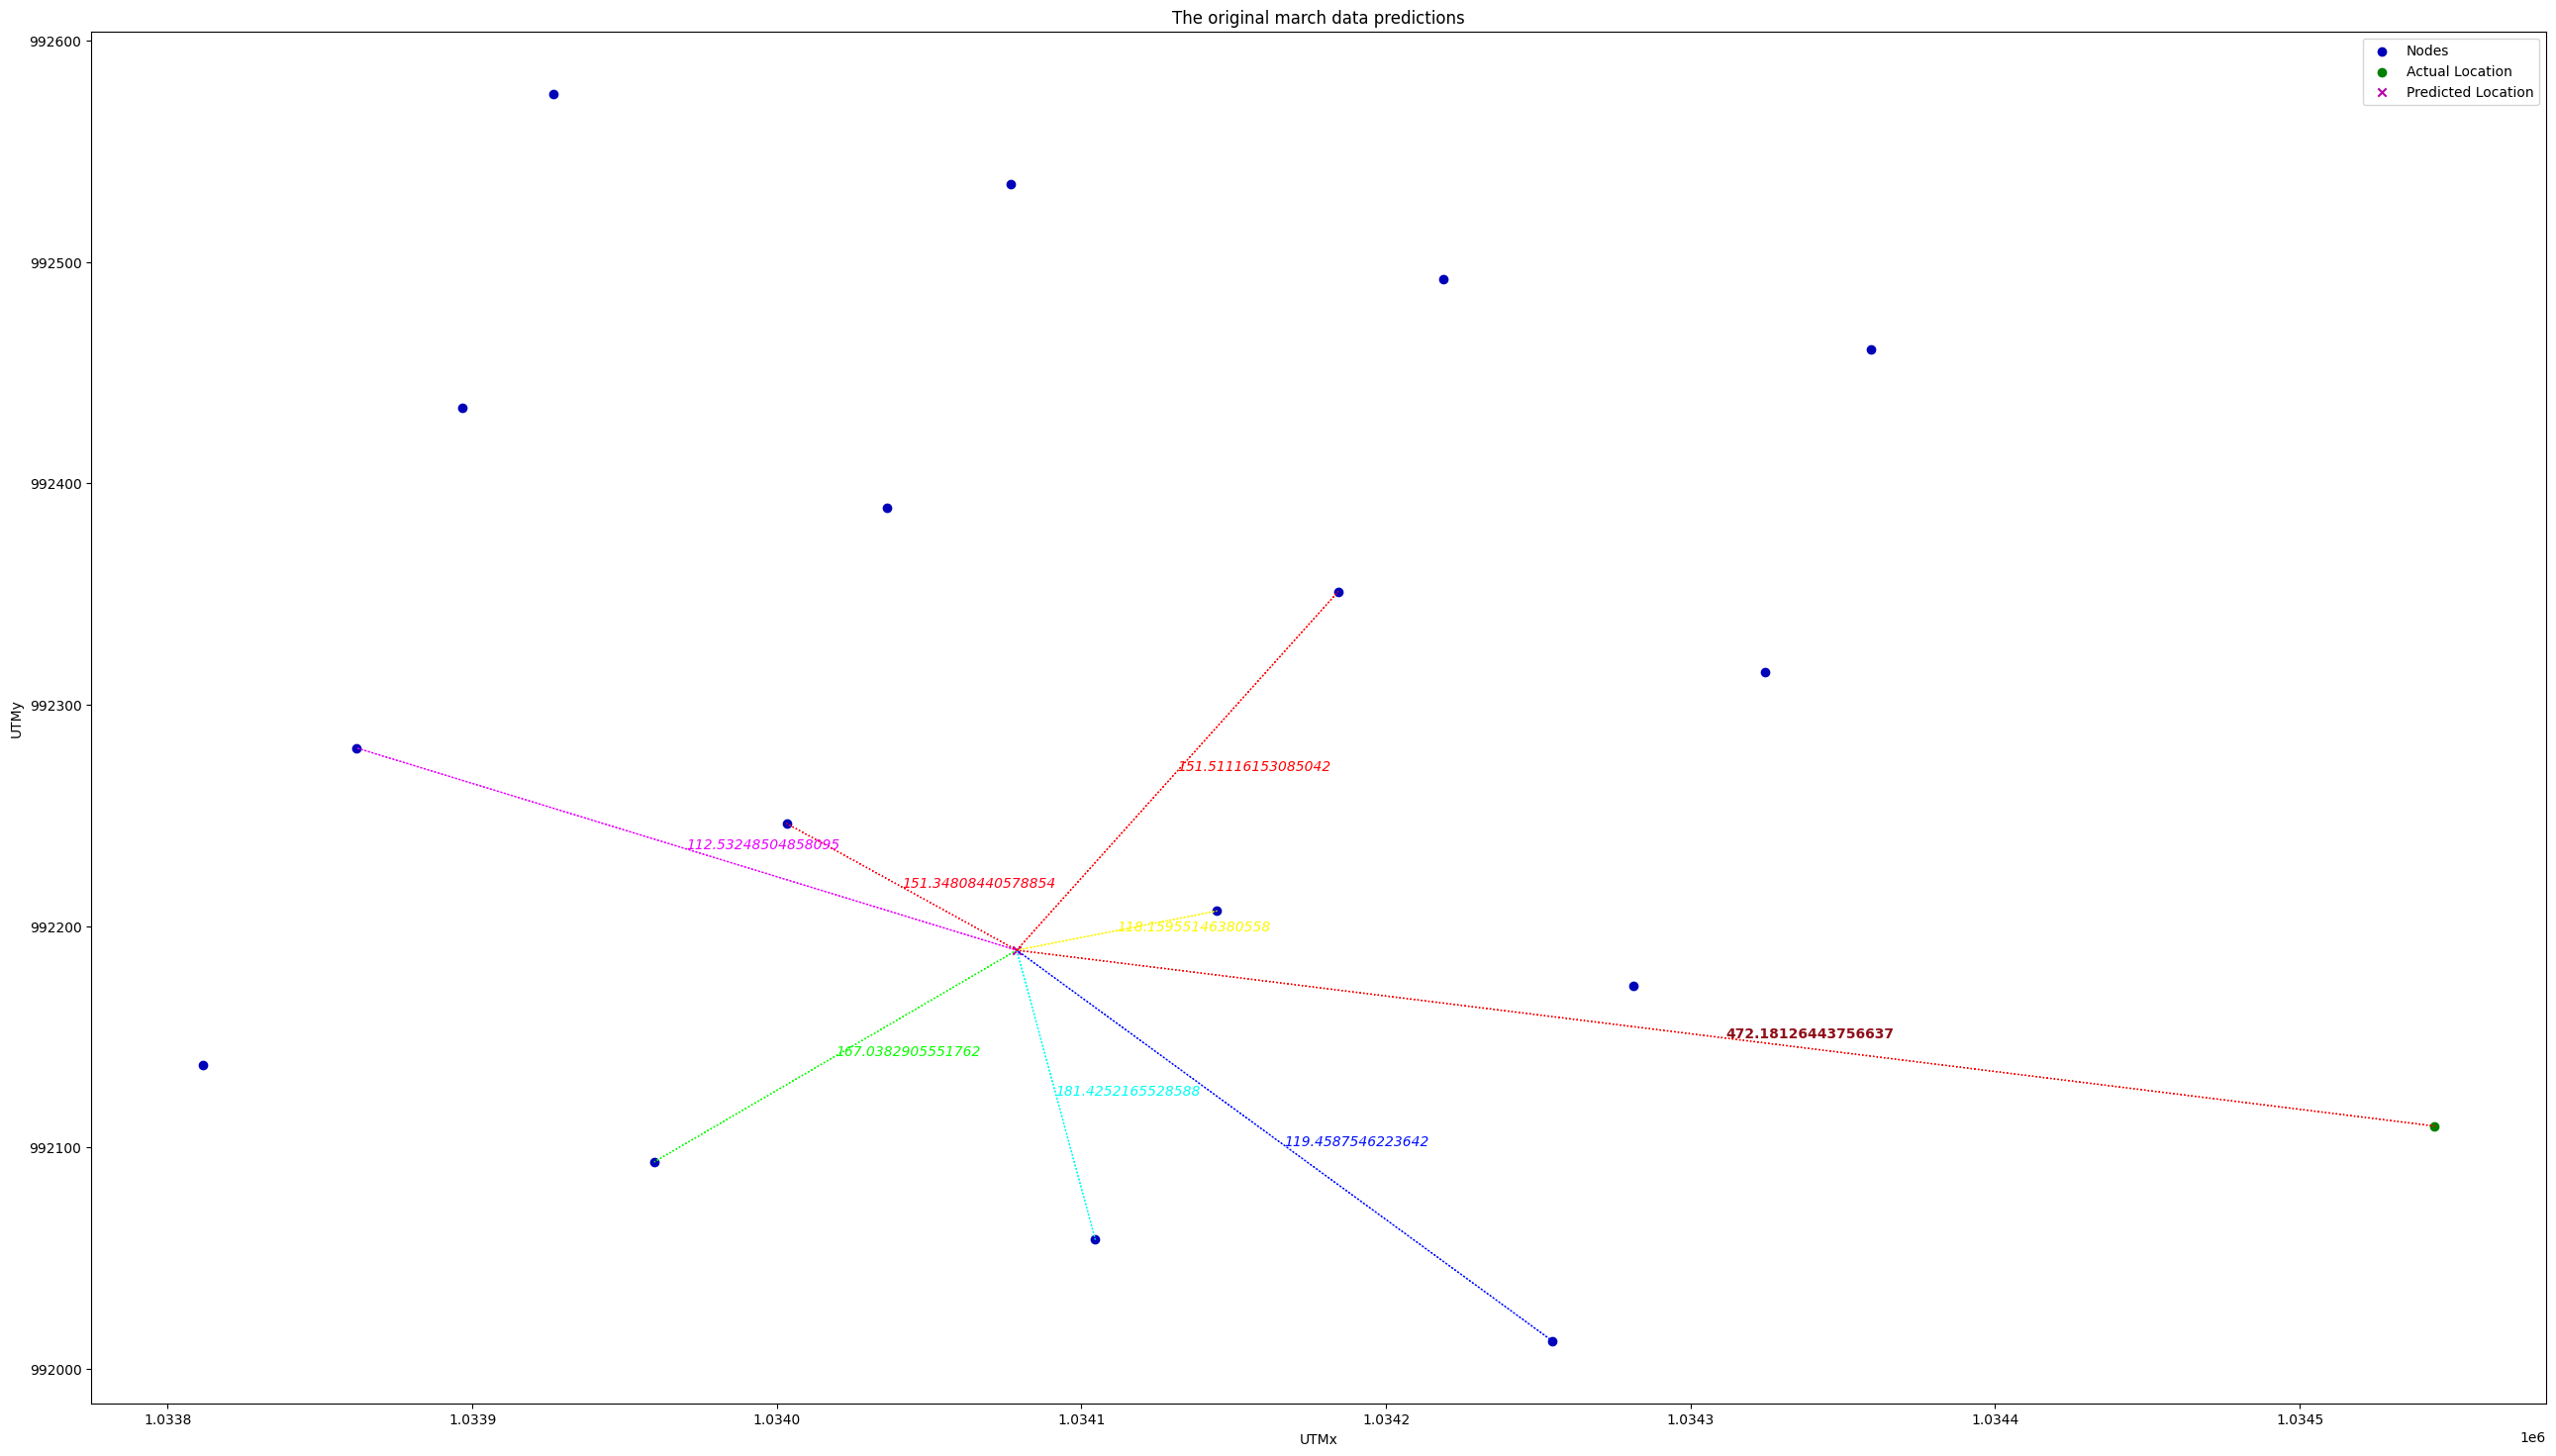 The original march data predictions
Nodes
Actual Location
Predicted Location
992600
992500
992400
992300
992200
992100
992000
UTMy
151.51116153085042
112.53248504858095
151.34808440578854
118.15955146380558
472.18126443756637
167.0382905551762
181.4252165528588
119.4587546223642
1.0338 1.0339 1.0340 1.0341 1.0342 1.0343 1.0344 1.0345
UTMx
1e6